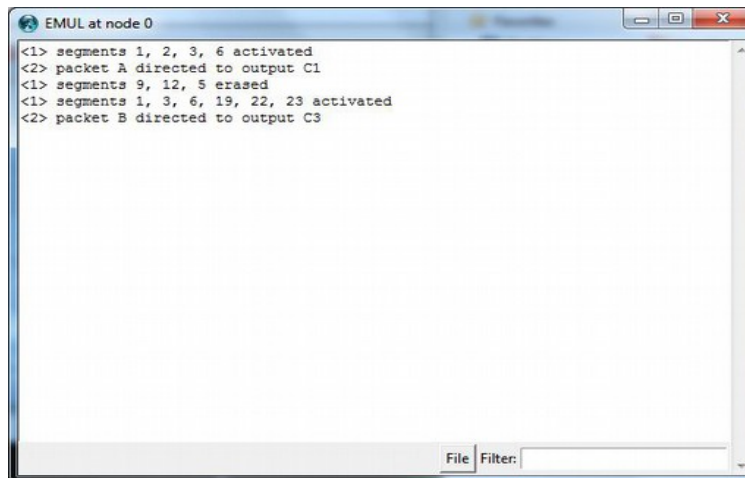 EMUL at node 0
<1> segments 1, 2, 3, 6 activated
<2> packet A directed to output C1
<1> segments 9, 12, 5 erased
<1> segments 1, 3, 6, 19, 22, 23 activated
<2> packet B directed to output C3
File Filter: